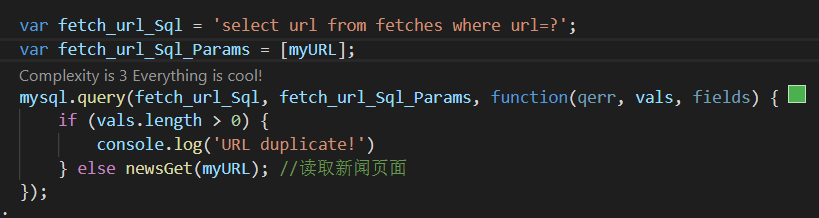 var fetch_url_Sql = 'select url from fetches where url=?';
var fetch_url_Sql_Params = [myURL];
Complexity is 3 Everything is cool!
mysql.query(fetch_url_Sql, fetch_url_Sql_Params, function(qerr, vals, fields) {
    if (vals.length > 0) {
        console.log('URL duplicate!')
    } else newsGet(myURL); //读取新闻页面
});